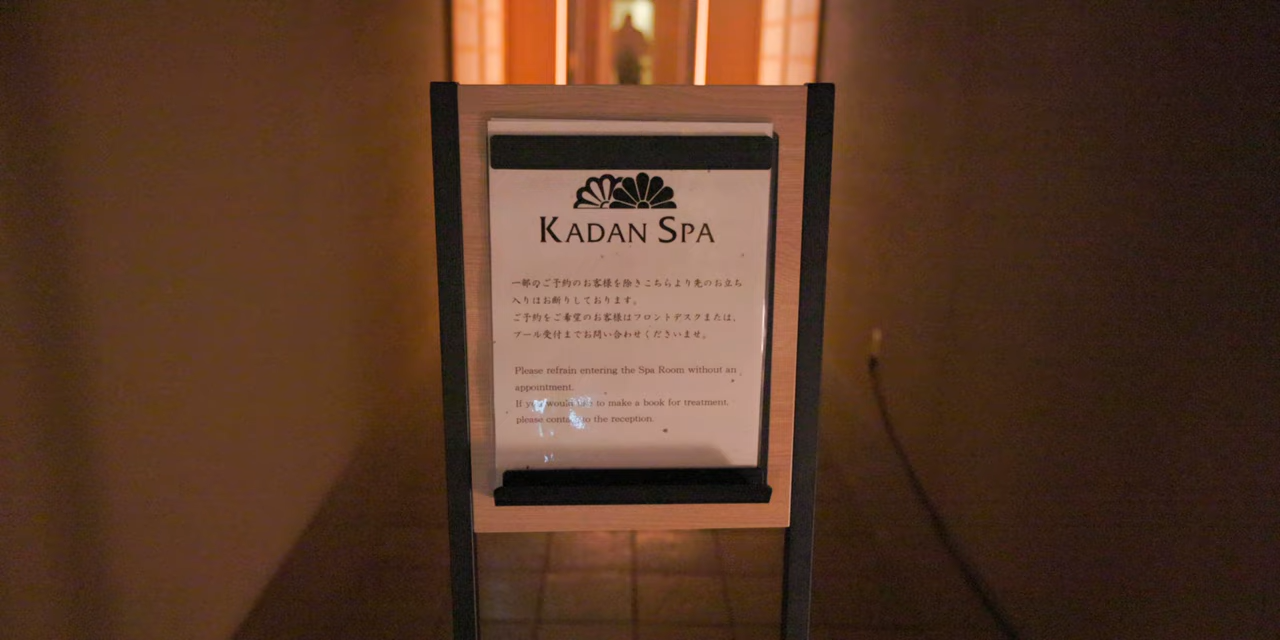 KADAN SPA
一部のご予約のお客様を除きこちらより先のお立ち
入りはお断りしております。
ご予約をご希望のお客様はフロントデスクまたは、
プール受付までお問い合わせくださいませ。
Please refrain entering the Spa Room without an
appointment.
If you would like to make a book for treatment,
please contact to the reception.